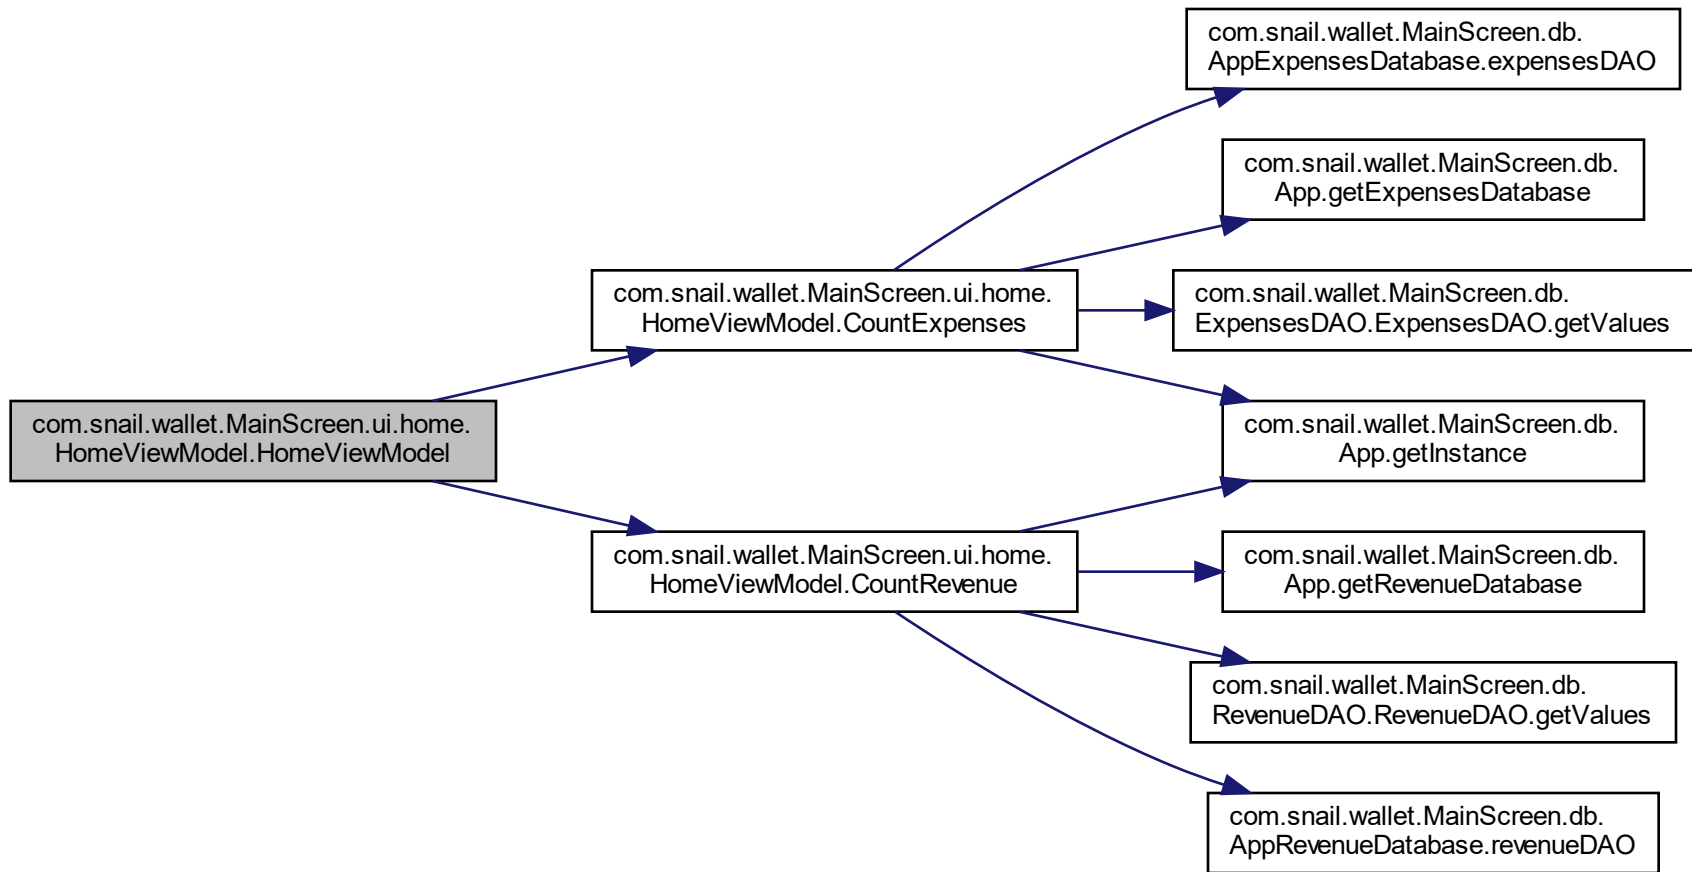 com.snail.wallet.MainScreen.db.
AppExpensesDatabase.expensesDAO
com.snail.wallet.MainScreen.db.
App.getExpensesDatabase
com.snail.wallet.MainScreen.ui.home.
HomeViewModel.CountExpenses
com.snail.wallet.MainScreen.db.
ExpensesDAO.ExpensesDAO.getValues
com.snail.wallet.MainScreen.ui.home.
HomeViewModel.HomeViewModel
com.snail.wallet.MainScreen.db.
App.getInstance
com.snail.wallet.MainScreen.ui.home.
HomeViewModel.CountRevenue
com.snail.wallet.MainScreen.db.
App.getRevenueDatabase
com.snail.wallet.MainScreen.db.
RevenueDAO.RevenueDAO.getValues
com.snail.wallet.MainScreen.db.
AppRevenueDatabase.revenueDAO